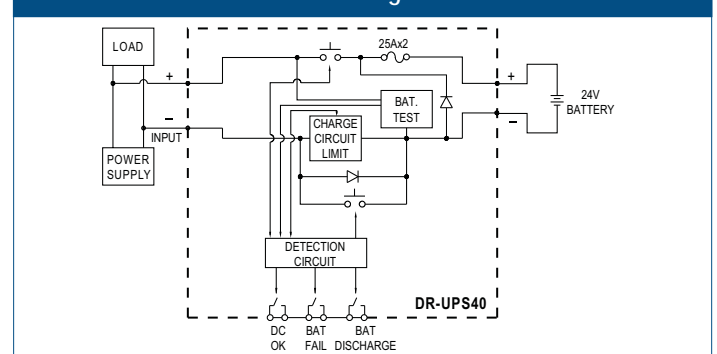 LOAD
25Ax2
+
+
BAT.
TEST
24V
BATTERY
CHARGE
CIRCUIT
LIMIT
–
INPUT
–
POWER
SUPPLY
DETECTION
CIRCUIT
DR-UPS40
DC
OK
BAT
FAIL
BAT
DISCHARGE